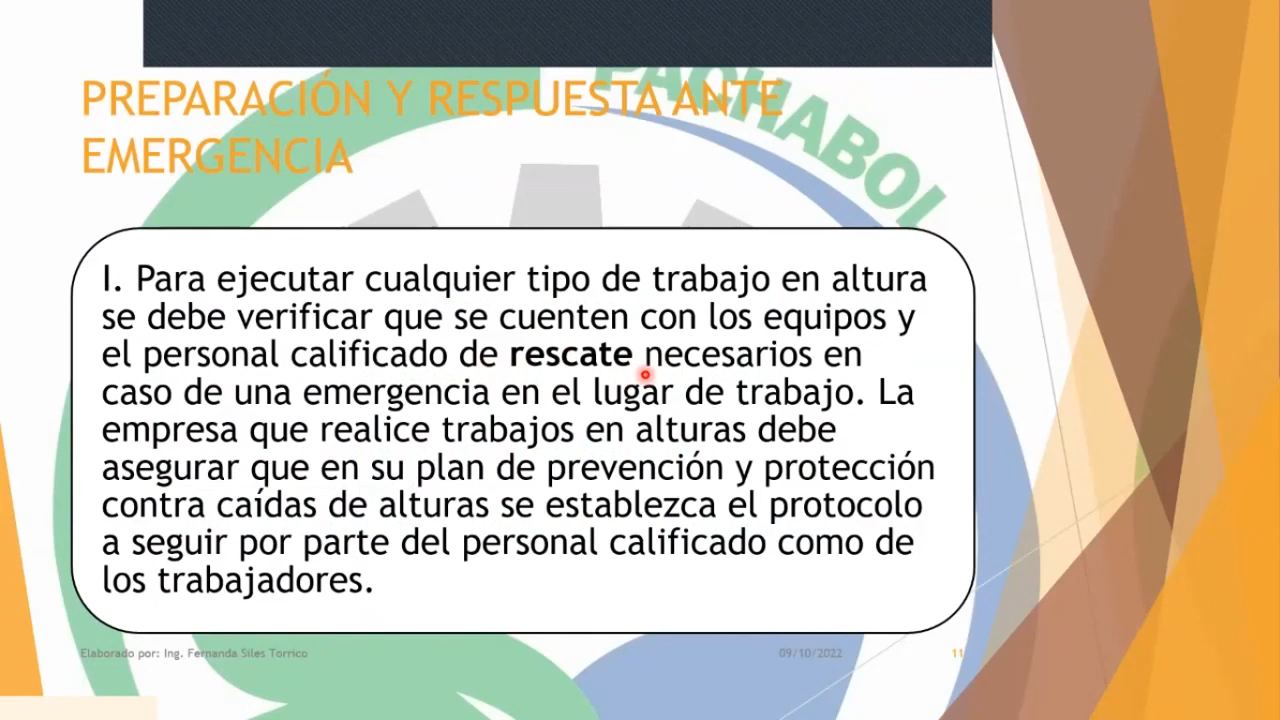 PACHABOL
PREPARACIÓN Y RESPUESTA ANTE
EMERGENCIA
I. Para ejecutar cualquier tipo de trabajo en altura
se debe verificar que se cuenten con los equipos y
el personal calificado de rescate necesarios en
caso de una emergencia en el lugar de trabajo. La
empresa que realice trabajos en alturas debe
asegurar que en su plan de prevención y protección
contra caídas de alturas se establezca el protocolo
a seguir por parte del personal calificado como de
los trabajadores.
Elaborado por: Ing. Fernanda Siles Torrico
09/10/2022
11